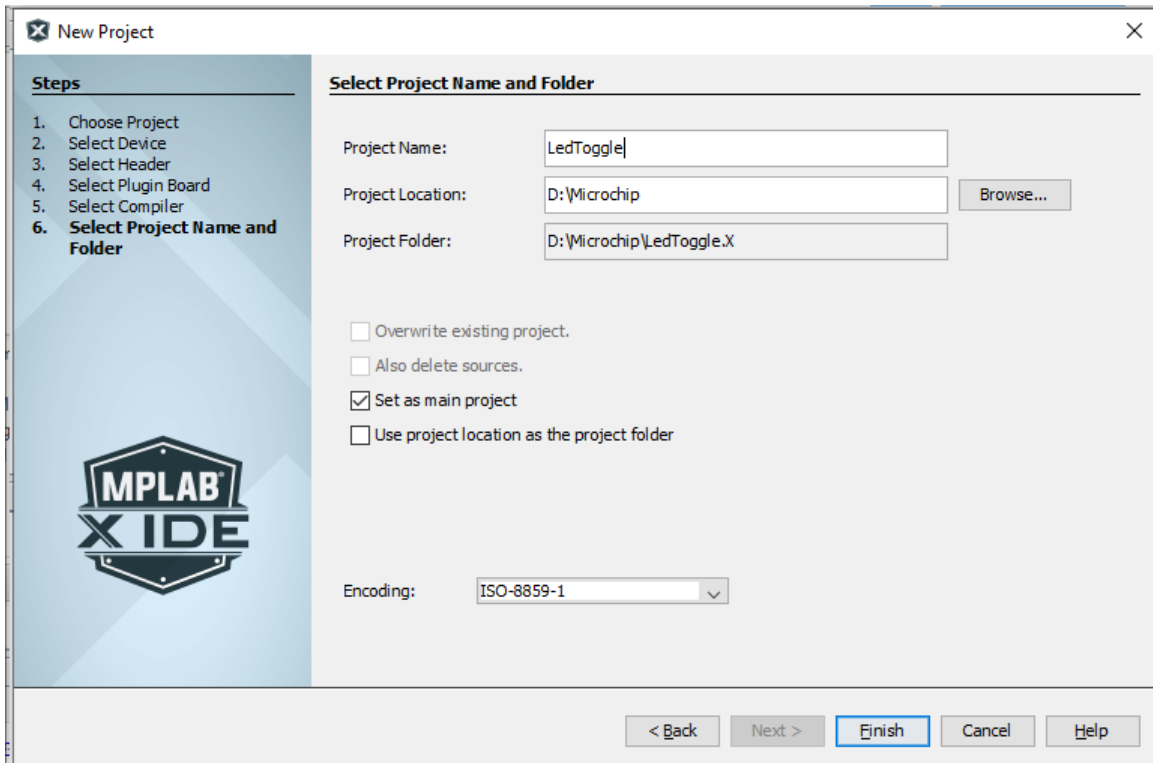 New Project
Steps
1. Choose Project
2. Select Device
3. Select Header
4. Select Plugin Board
5. Select Compiler
6. Select Project Name and
Folder
MPLAB®
X IDE
Select Project Name and Folder
Project Name: LedToggle
Project Location: D:\Microchip Browse...
Project Folder: D:\Microchip\LedToggle.X
Overwrite existing project.
Also delete sources.
Set as main project
Use project location as the project folder
Encoding: ISO-8859-1
< Back Next > Finish Cancel Help